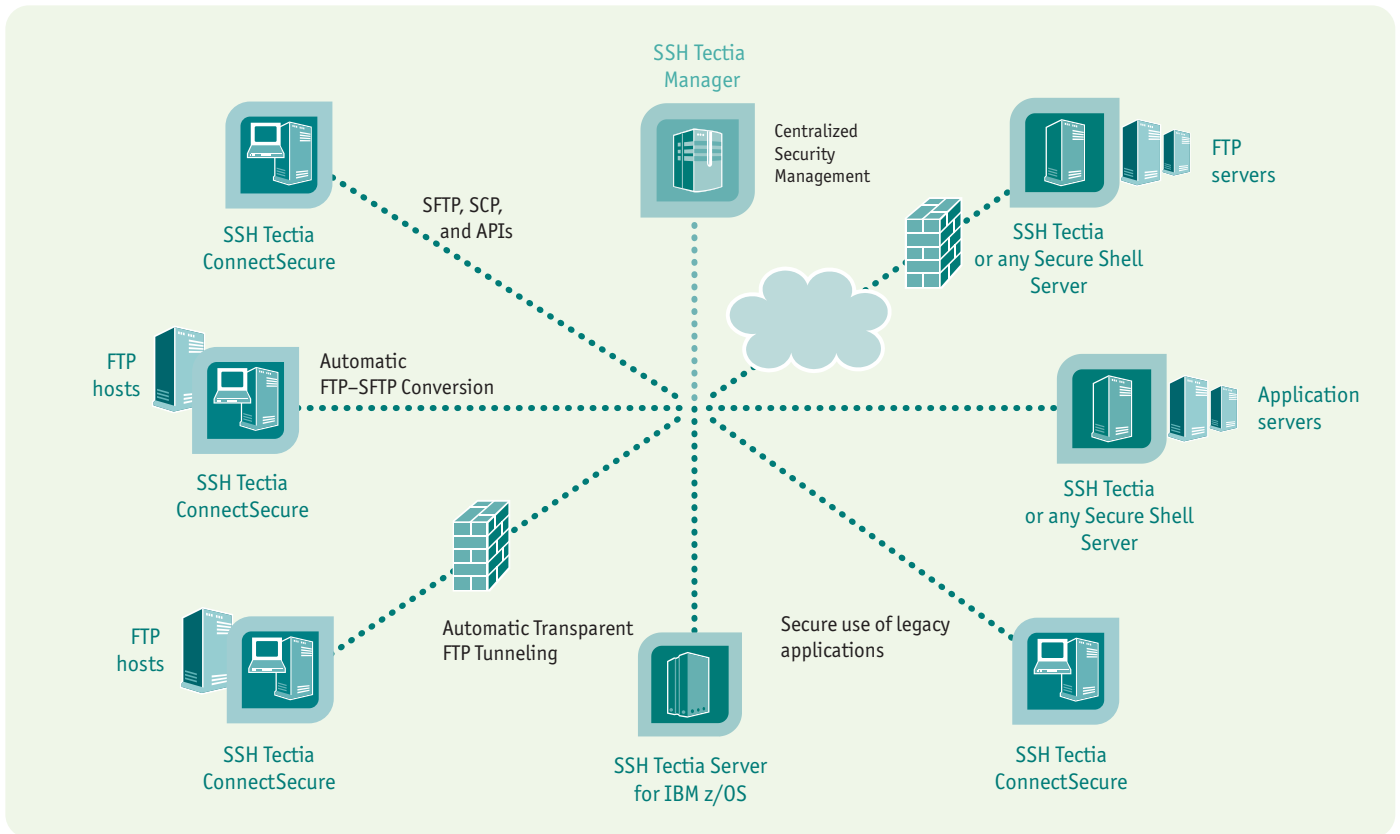 SSH Tectia
Manager
Centralized
Security
Management
FTP
servers
SSH Tectia
or any Secure Shell
Server
SFTP, SCP,
and APIs
SSH Tectia
ConnectSecure
FTP
hosts
Automatic
FTP–SFTP Conversion
SSH Tectia
ConnectSecure
Application
servers
SSH Tectia
or any Secure Shell
Server
FTP
hosts
Automatic Transparent
FTP Tunneling
SSH Tectia
ConnectSecure
SSH Tectia Server
for IBM z/OS
Secure use of legacy
applications
SSH Tectia
ConnectSecure